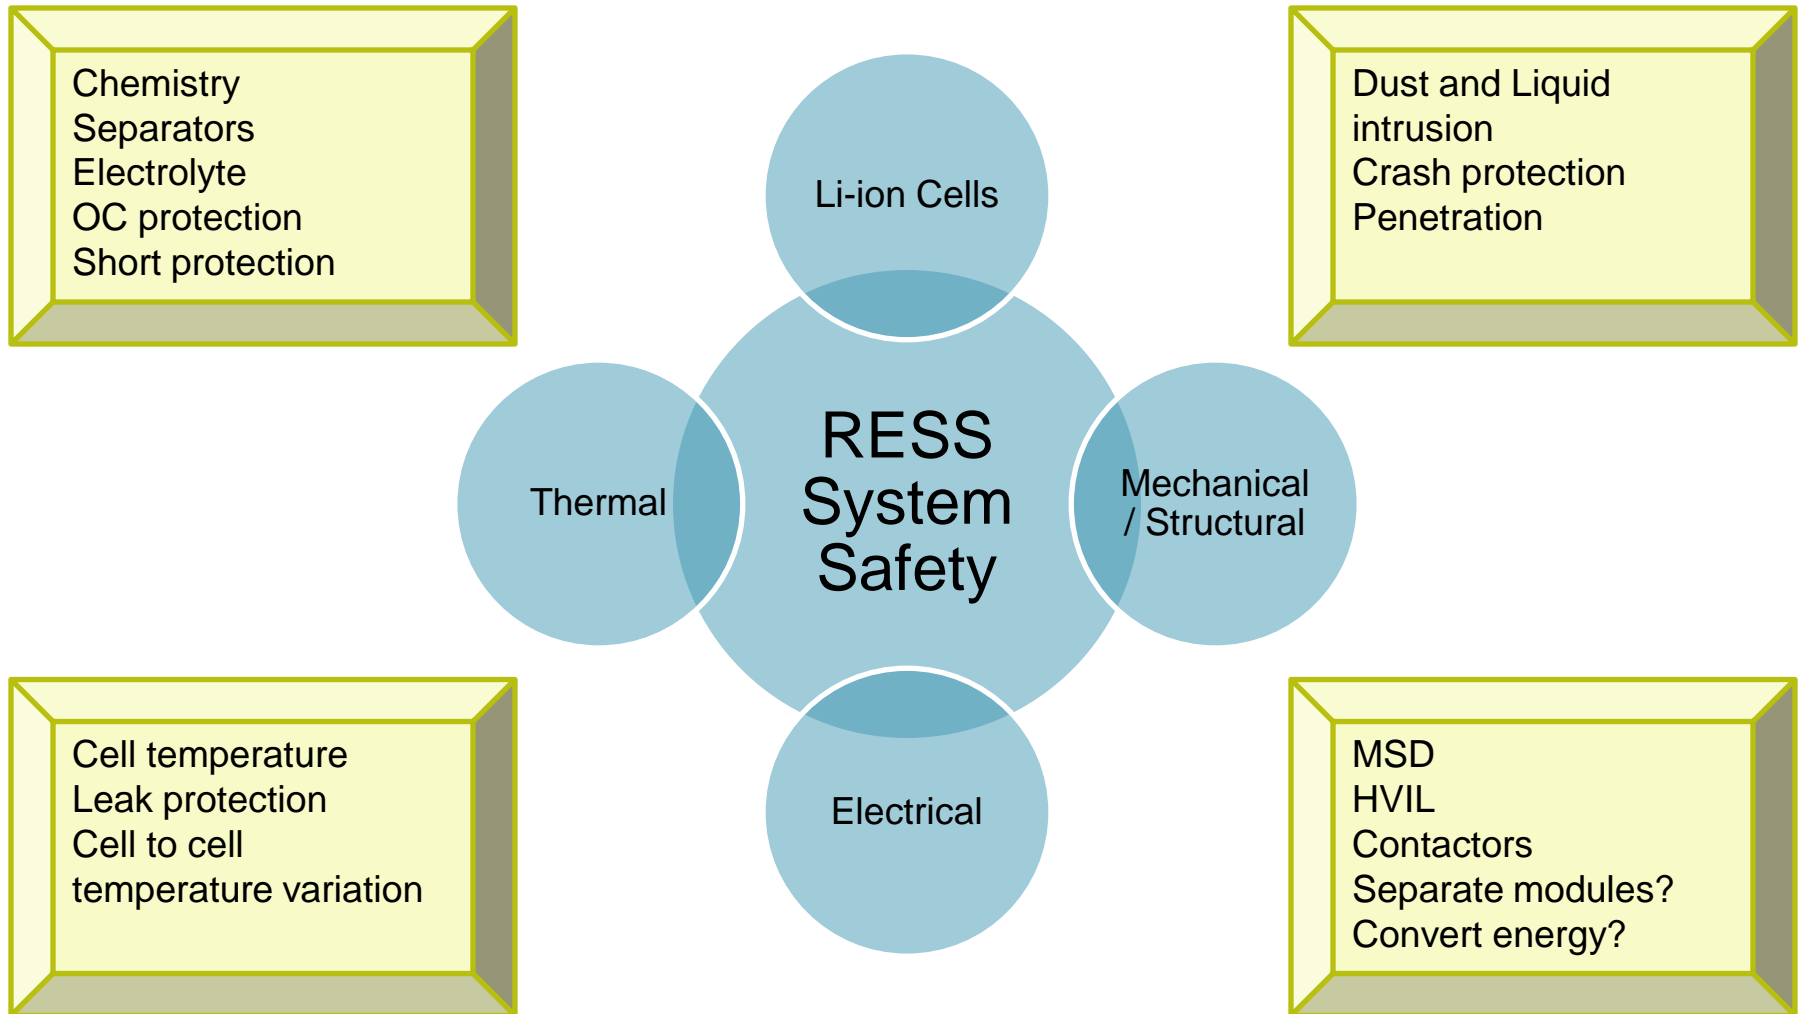 Chemistry
Separators
Electrolyte
OC protection
Short protection
Dust and Liquid
intrusion
Crash protection
Penetration
Li-ion Cells
Thermal
RESS
System
Safety
Mechanical
/ Structural
Electrical
Cell temperature
Leak protection
Cell to cell
temperature variation
MSD
HVIL
Contactors
Separate modules?
Convert energy?